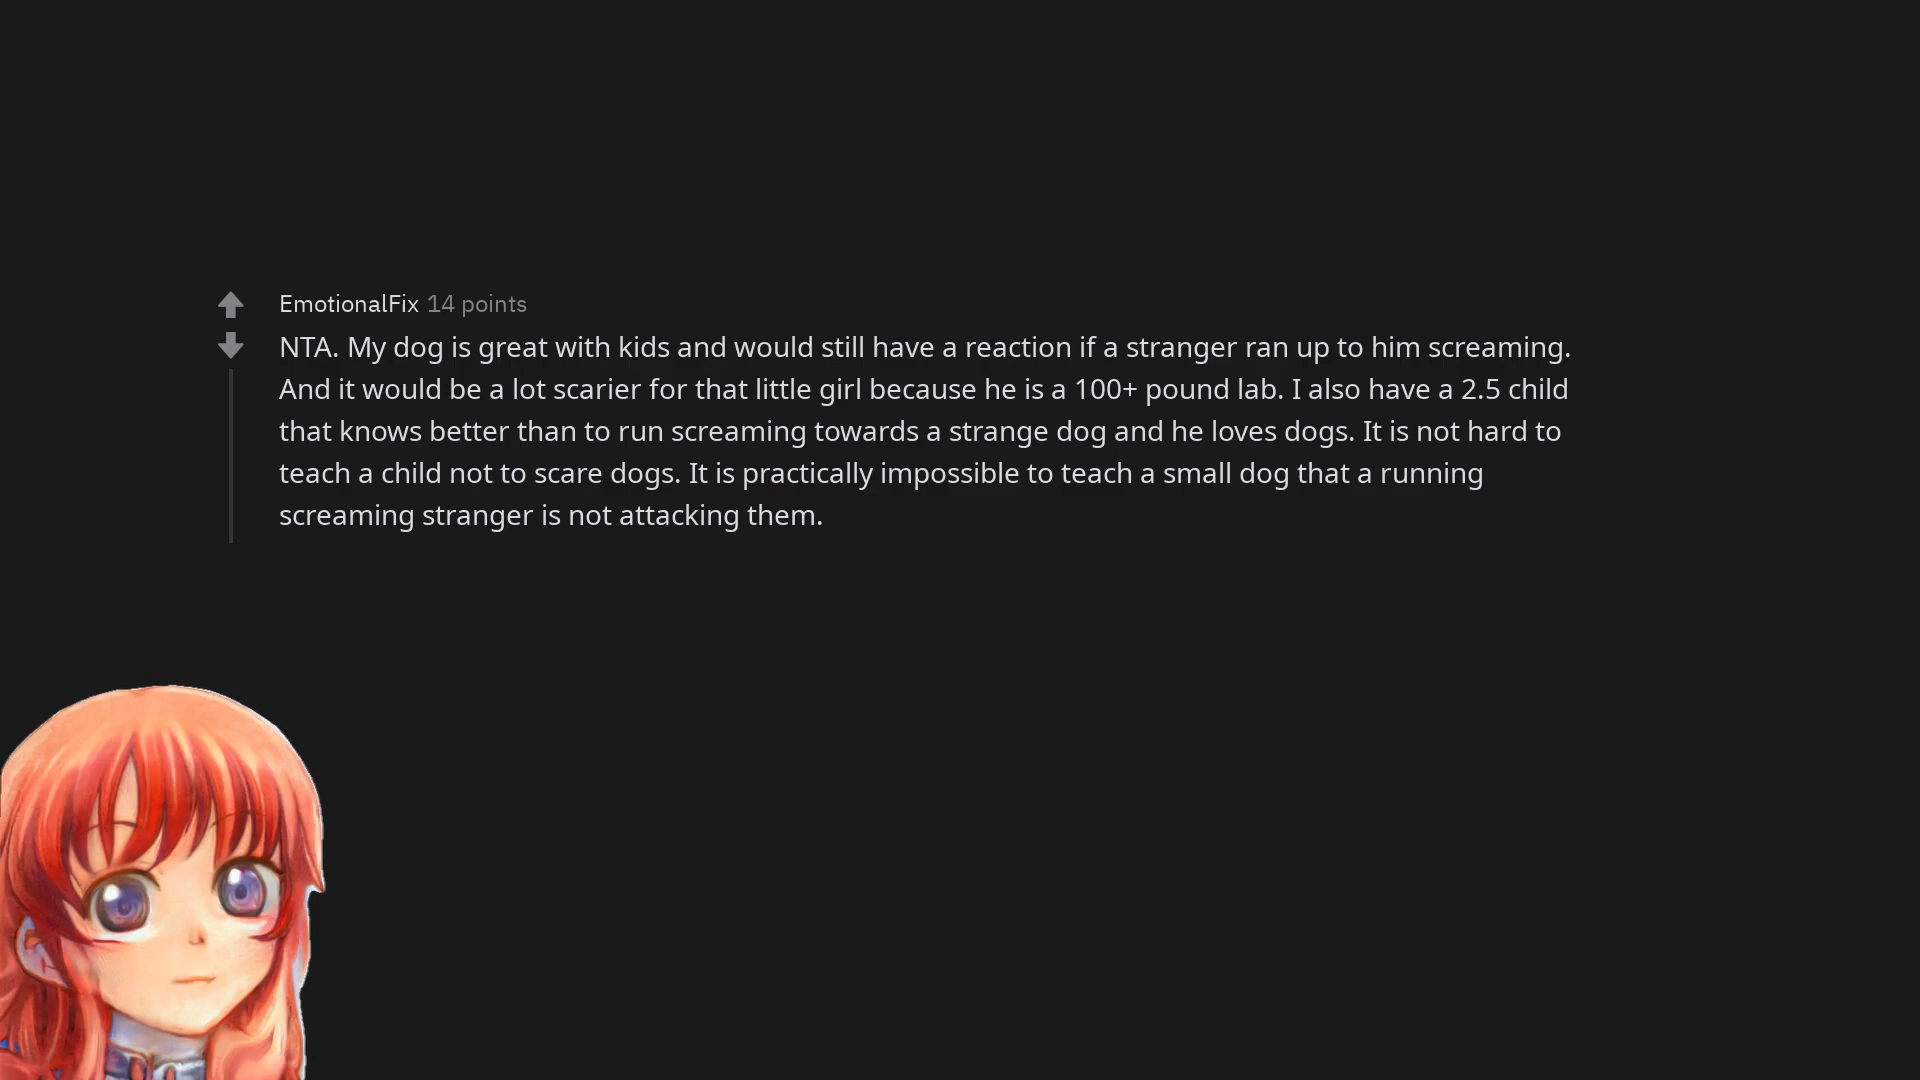 EmotionalFix 14 points
NTA. My dog is great with kids and would still have a reaction if a stranger ran up to him screaming.
And it would be a lot scarier for that little girl because he is a 100+ pound lab. I also have a 2.5 child
that knows better than to run screaming towards a strange dog and he loves dogs. It is not hard to
teach a child not to scare dogs. It is practically impossible to teach a small dog that a running
screaming stranger is not attacking them.